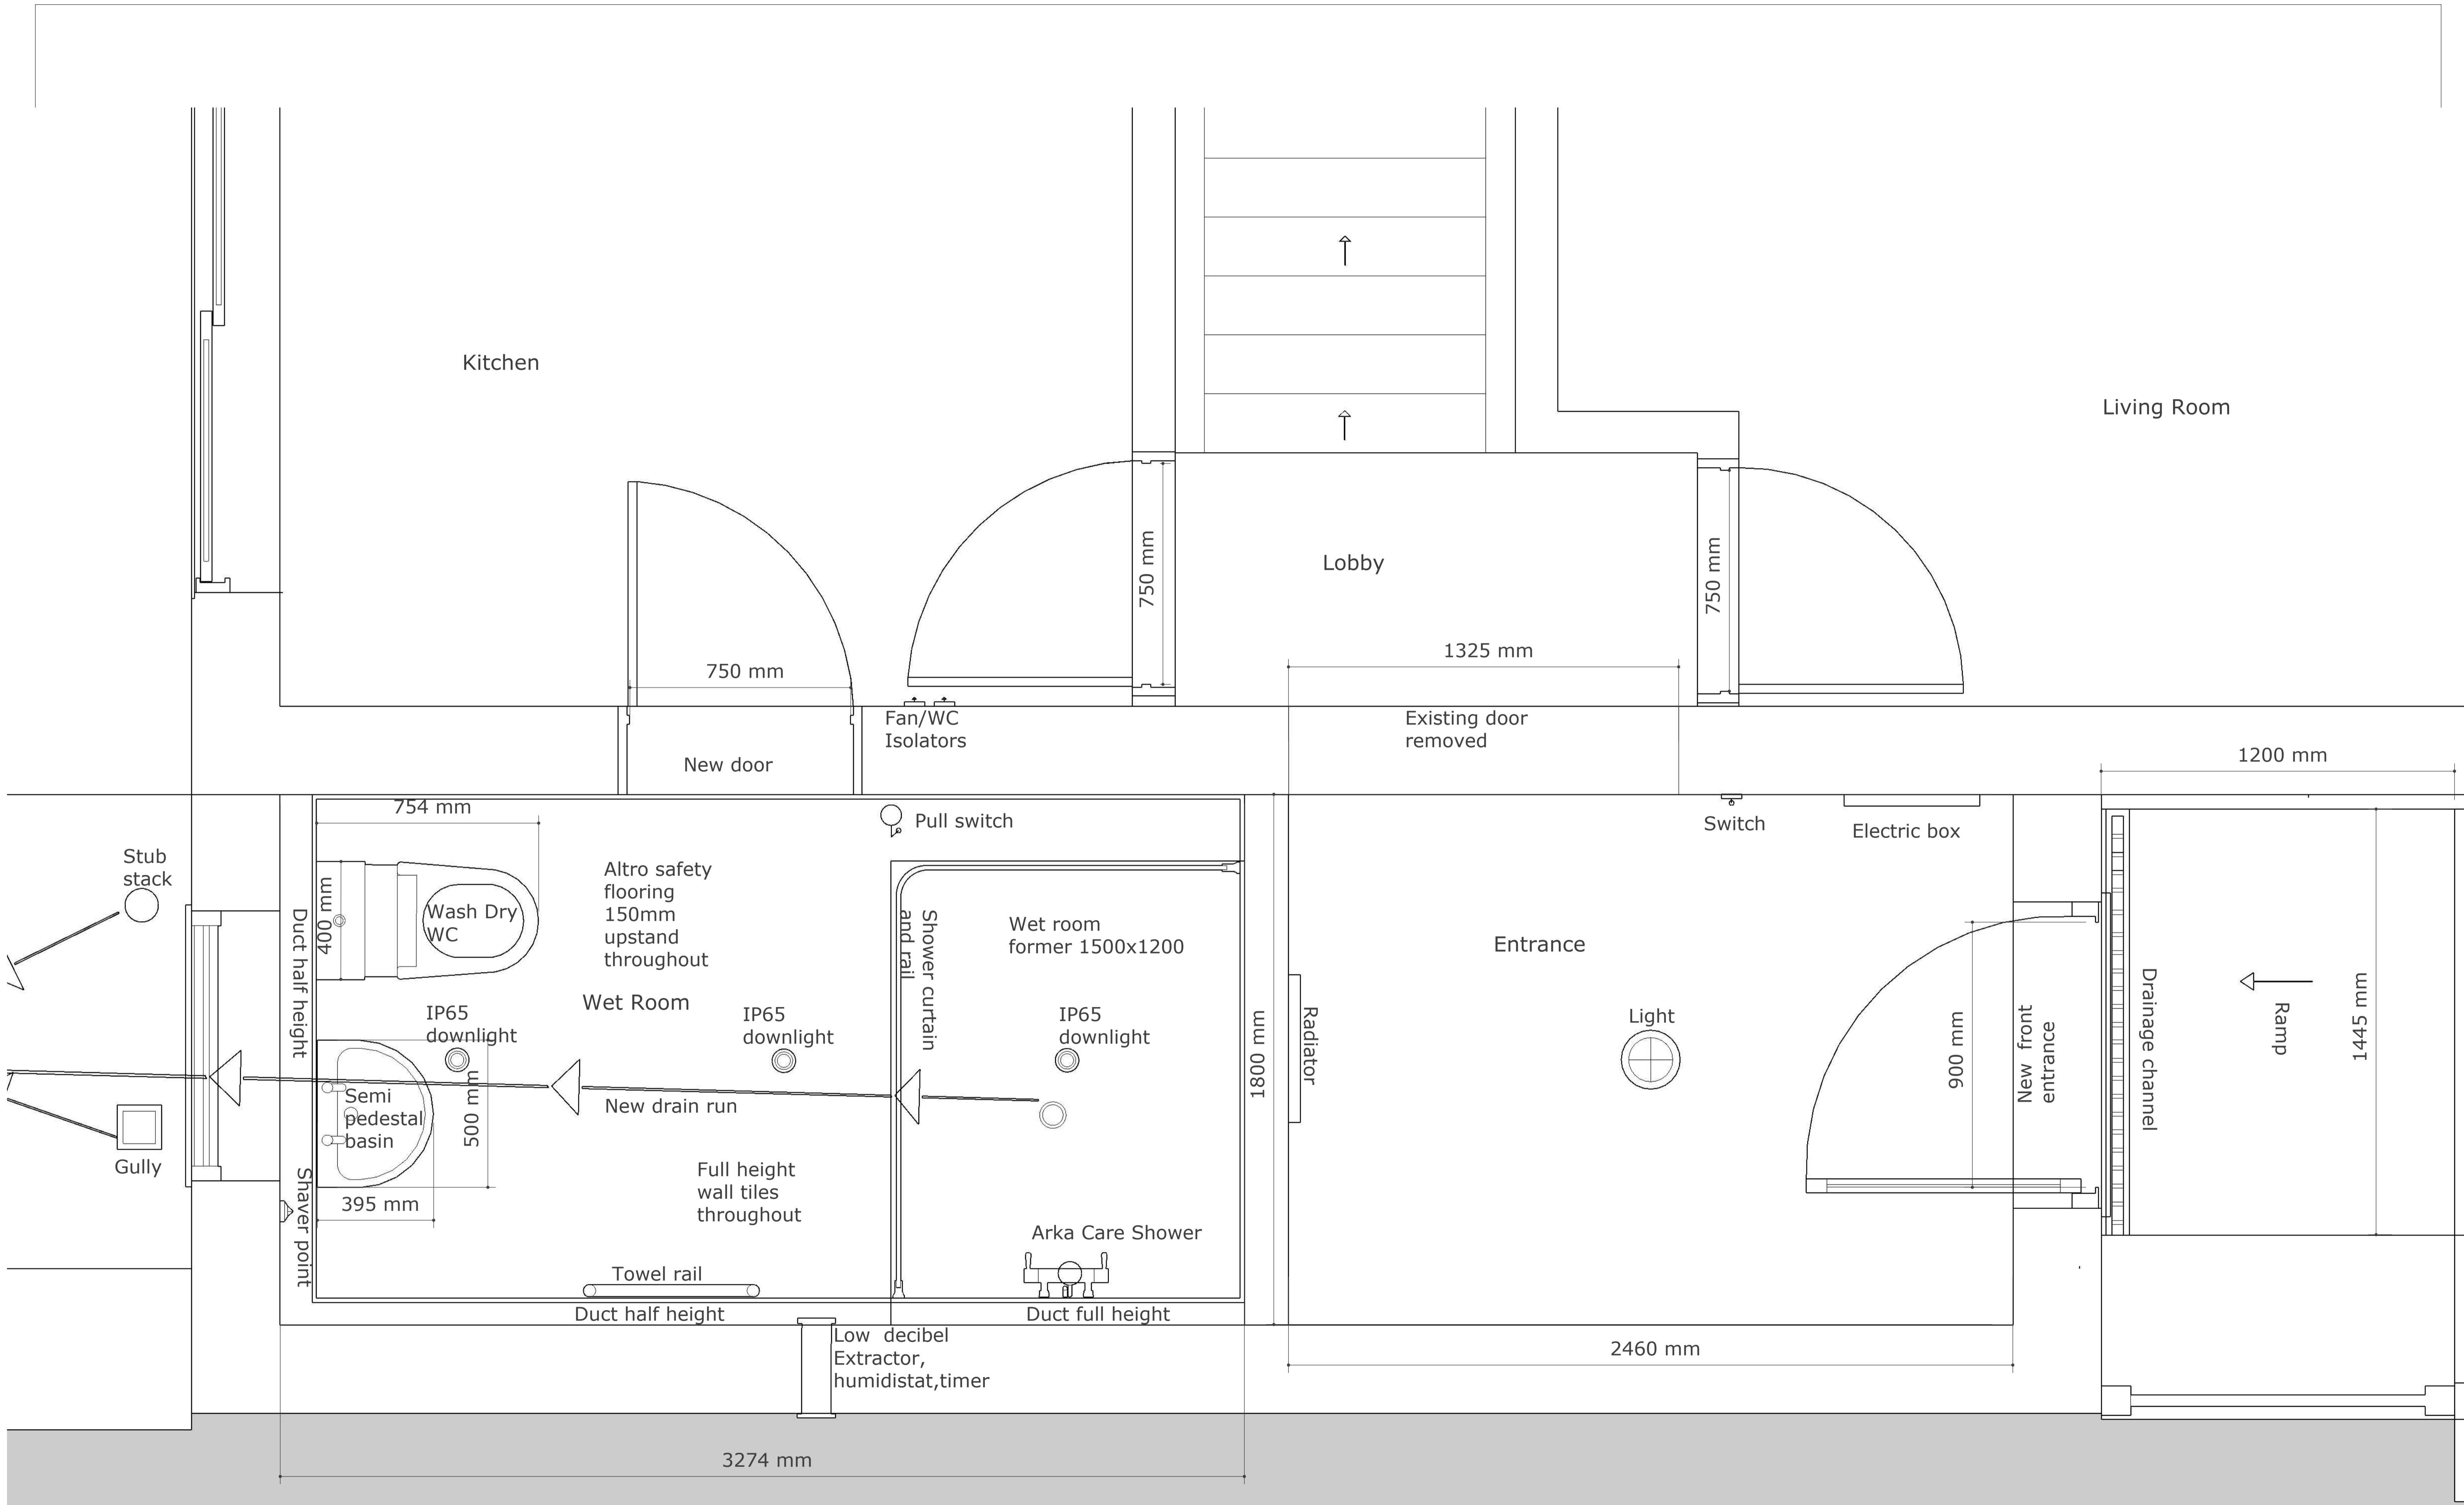 Kitchen
Living Room
Lobby
750 mm
750 mm
1325 mm
750 mm
Fan/WC
Isolators
Existing door
removed
New door
1200 mm
754 mm
Pull switch
Switch
Electric box
Stub
stack
Altro safety
flooring
150mm
upstand
throughout
400 mm
Wash Dry
WC
Duct half height
Shower curtain
and rail
Wet room
former 1500x1200
Entrance
Wet Room
IP65
downlight
IP65
downlight
IP65
downlight
Light
Radiator
1800 mm
900 mm
New front
entrance
Drainage channel
Ramp
1445 mm
Semi
pedestal
basin
500 mm
New drain run
Gully
Shaver point
395 mm
Full height
wall tiles
throughout
Arka Care Shower
Towel rail
Duct half height
Duct full height
Low decibel
Extractor,
humidistat,timer
2460 mm
3274 mm